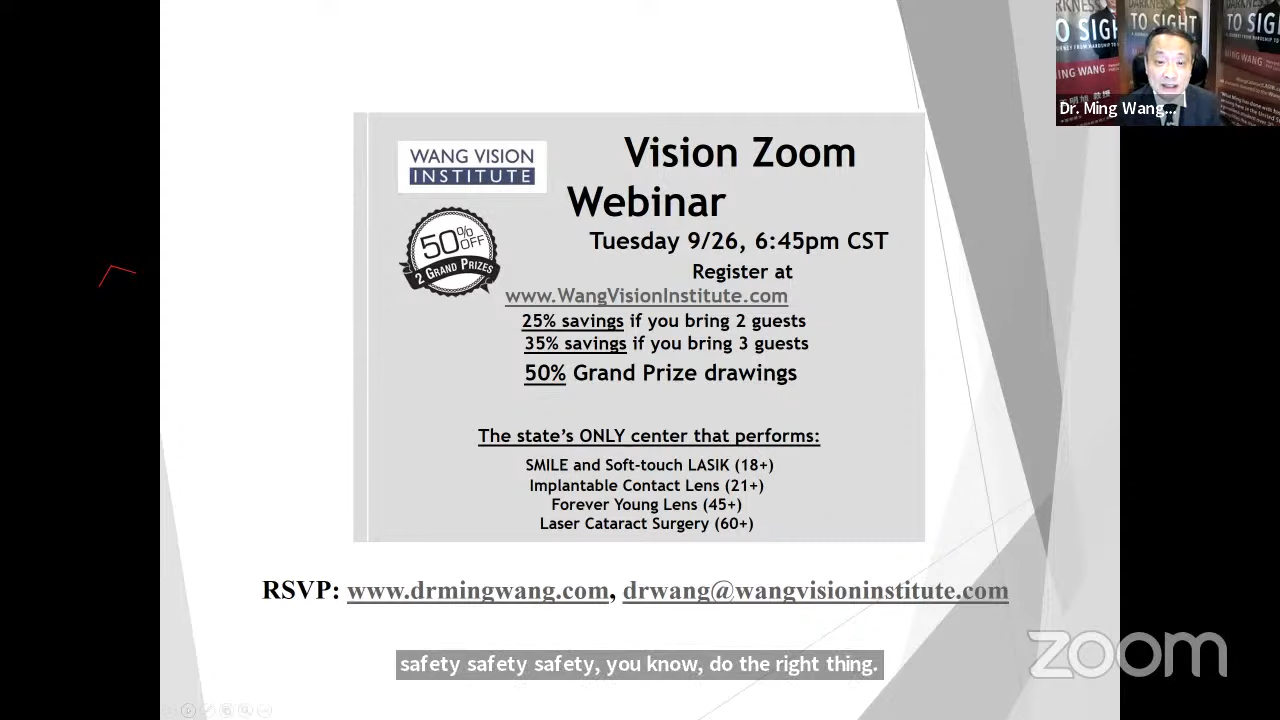 DARKNESS
DARKNESS
TO SIGHT
TO SIG
MING WANG
Dr. Ming Wang...
WANG VISION
INSTITUTE
Vision Zoom
Webinar
50% OFF
2 GRAND PRIZES
Tuesday 9/26, 6:45pm CST
Register at
www.WangVisionInstitute.com
25% savings if you bring 2 guests
35% savings if you bring 3 guests
50% Grand Prize drawings
The state's ONLY center that performs:
SMILE and Soft-touch LASIK (18+)
Implantable Contact Lens (21+)
Forever Young Lens (45+)
Laser Cataract Surgery (60+)
RSVP: www.drmingwang.com, drwang@wangvisioninstitute.com
zoom
safety safety safety, you know, do the right thing.